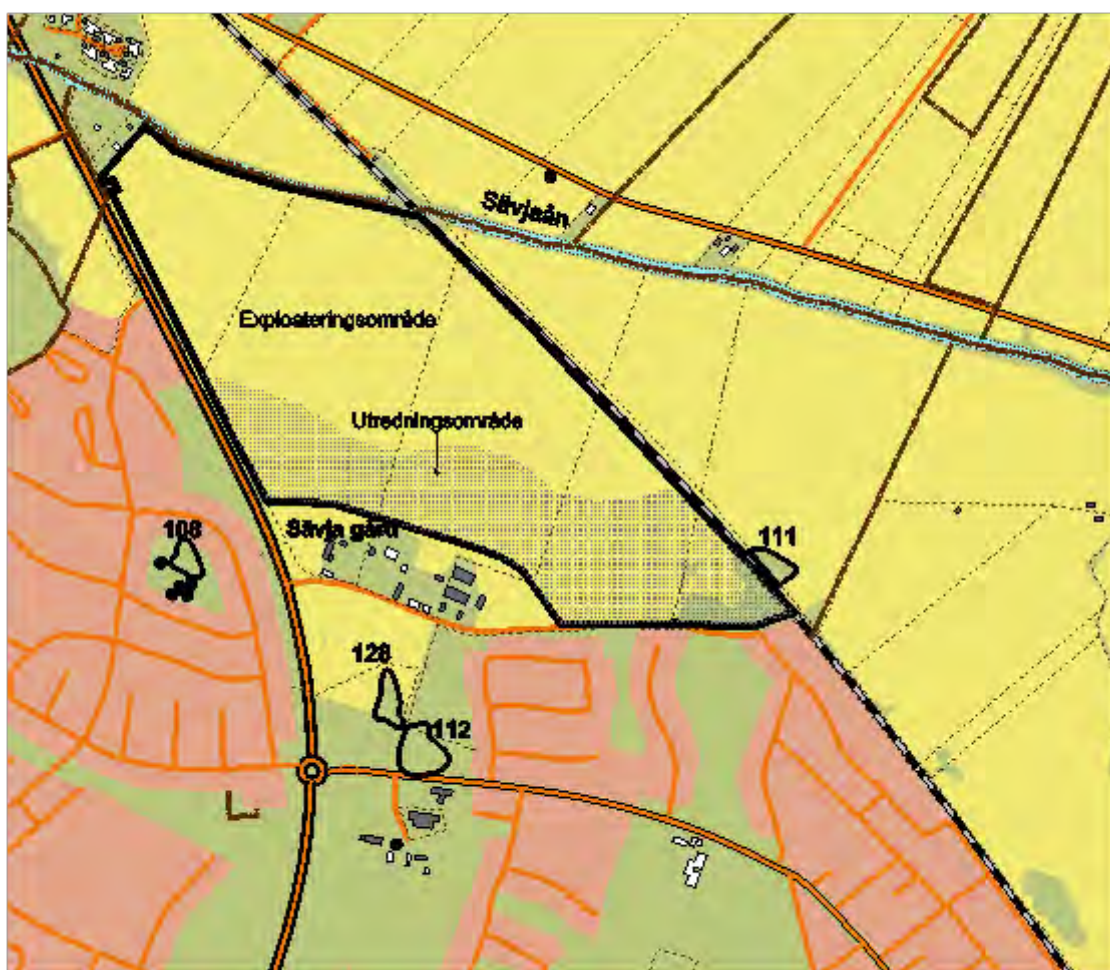 Sävjaån
Exploateringsområde
Utredningsområde
Sävja gård
108
111
128
112